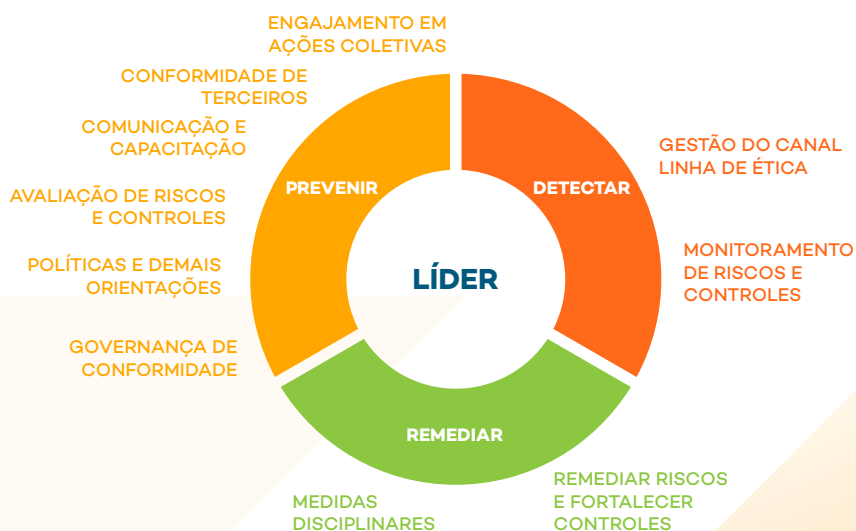 ENGAJAMENTO EM
AÇÕES COLETIVAS
CONFORMIDADE DE
TERCEIROS
COMUNICAÇÃO E
CAPACITAÇÃO
AVALIAÇÃO DE RISCOS
E CONTROLES
POLÍTICAS E DEMAIS
ORIENTAÇÕES
GOVERNANÇA DE
CONFORMIDADE
PREVENIR
DETECTAR
LÍDER
REMEDIAR
GESTÃO DO CANAL
LINHA DE ÉTICA
MONITORAMENTO
DE RISCOS E
CONTROLES
MEDIDAS
DISCIPLINARES
REMEDIAR RISCOS
E FORTALECER
CONTROLES